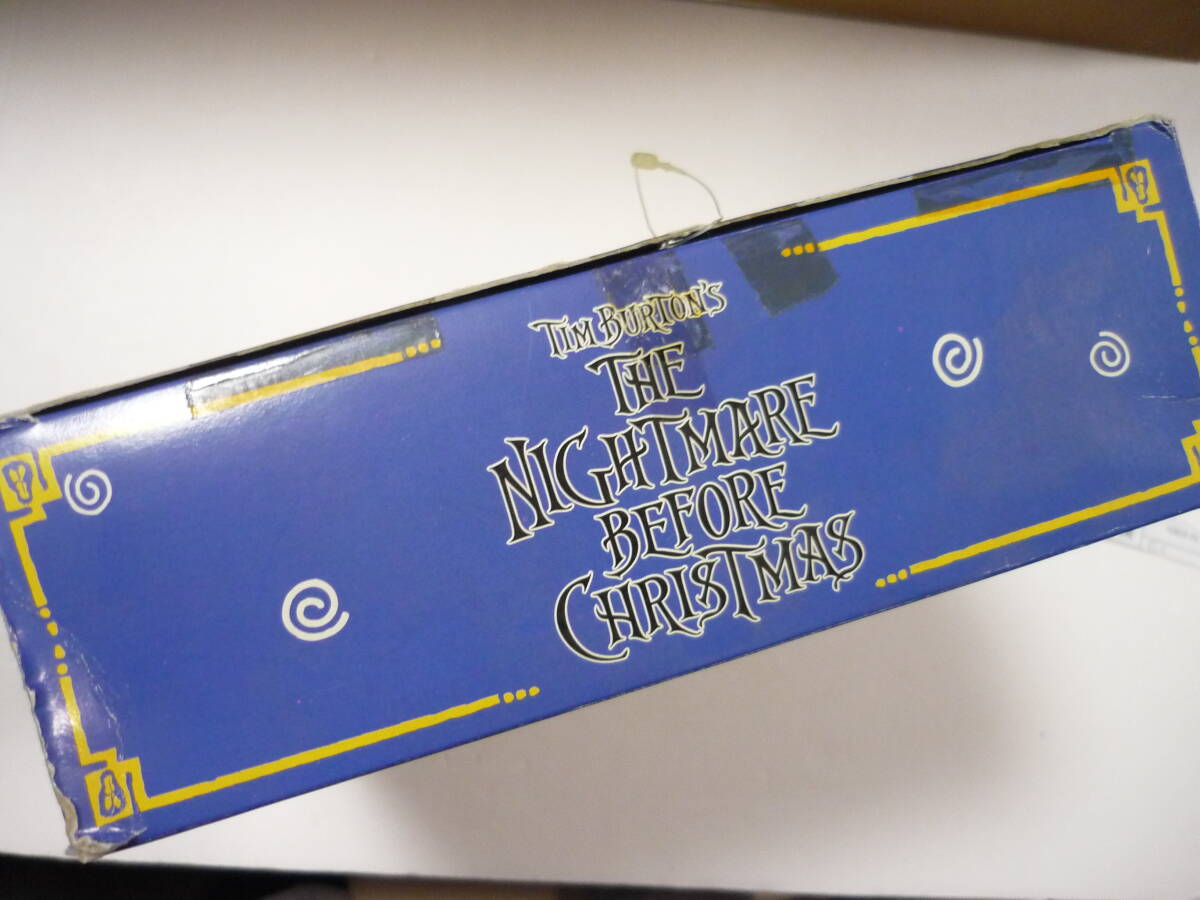 TIM BURTON'S
THE
NIGHTMARE
BEFORE
CHRISTMAS